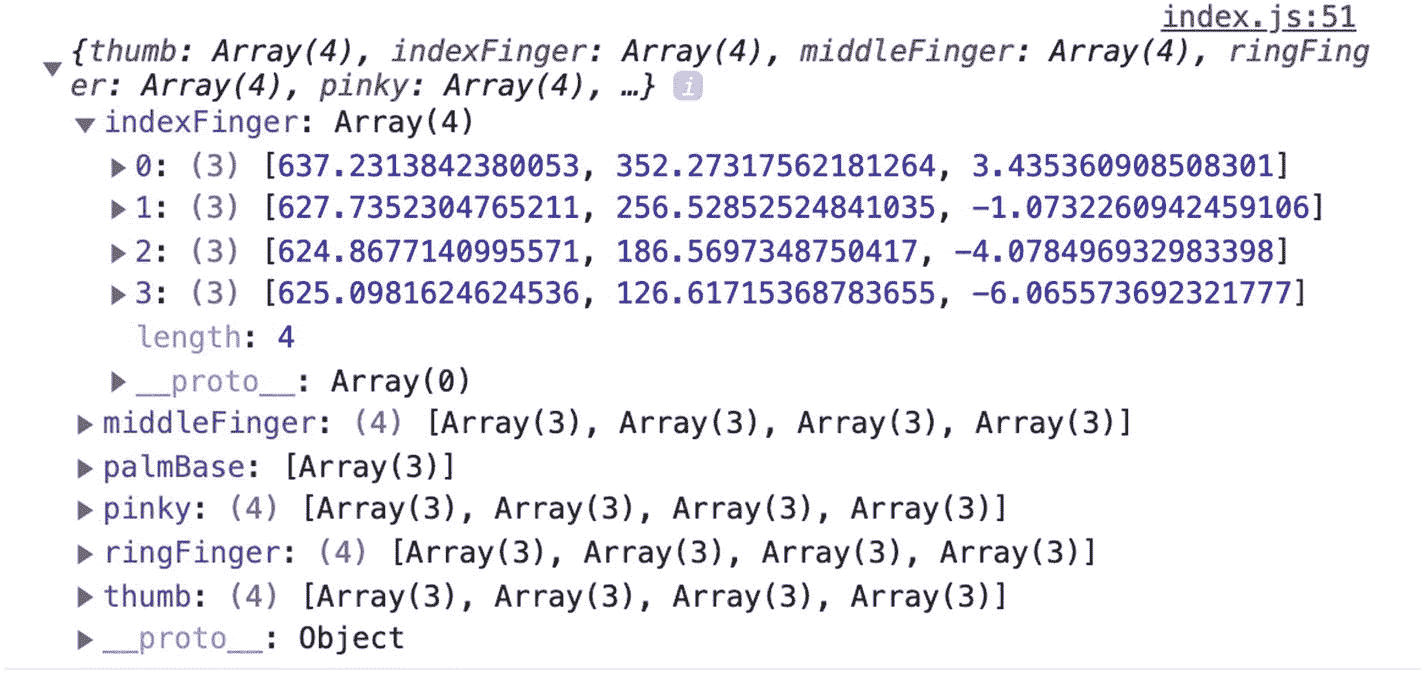 index.js:51
{thumb: Array(4), indexFinger: Array(4), middleFinger: Array(4), ringFing
er: Array(4), pinky: Array(4), …} i
indexFinger: Array(4)
0: (3) [637.2313842380053, 352.27317562181264, 3.435360908508301]
1: (3) [627.7352304765211, 256.52852524841035, -1.0732260942459106]
2: (3) [624.8677140995571, 186.5697348750417, -4.078496932983398]
3: (3) [625.0981624624536, 126.61715368783655, -6.065573692321777]
length: 4
__proto__: Array(0)
middleFinger: (4) [Array(3), Array(3), Array(3), Array(3)]
palmBase: [Array(3)]
pinky: (4) [Array(3), Array(3), Array(3), Array(3)]
ringFinger: (4) [Array(3), Array(3), Array(3), Array(3)]
thumb: (4) [Array(3), Array(3), Array(3), Array(3)]
__proto__: Object